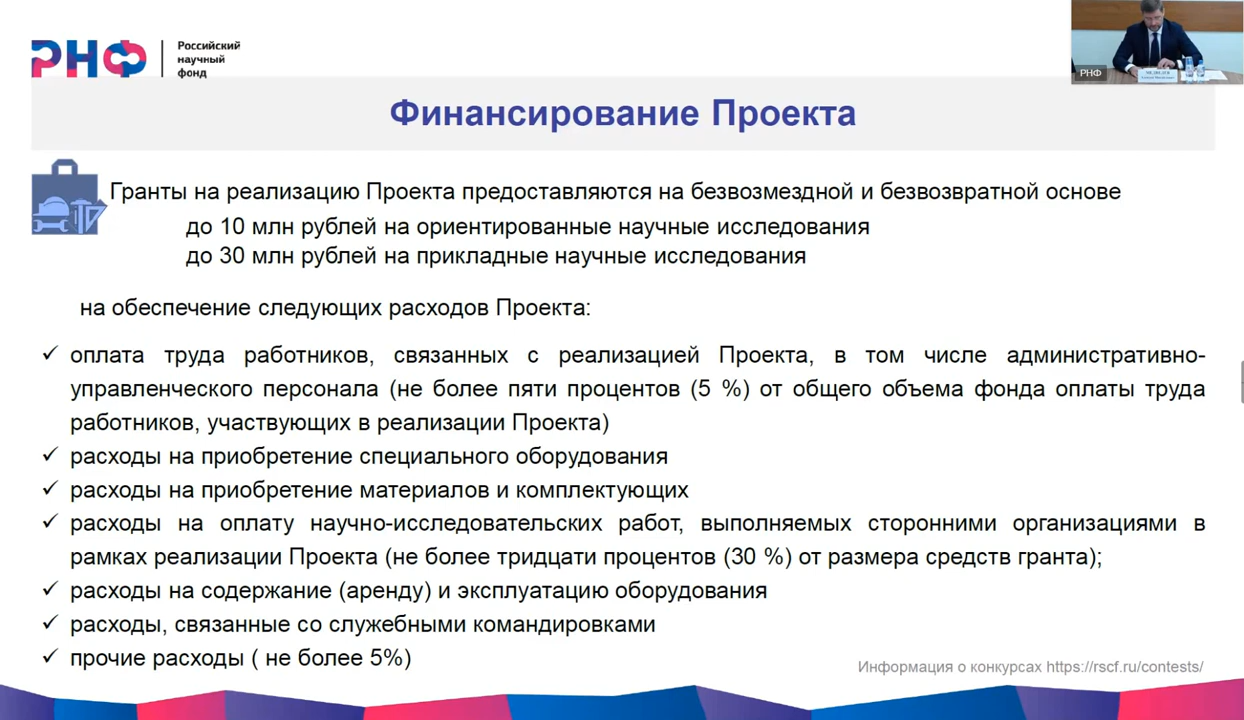 РНФ
Российский
научный
фонд
РНФ
Финансирование Проекта
Гранты на реализацию Проекта предоставляются на безвозмездной и безвозвратной основе
до 10 млн рублей на ориентированные научные исследования
до 30 млн рублей на прикладные научные исследования
на обеспечение следующих расходов Проекта:
✓ оплата труда работников, связанных с реализацией Проекта, в том числе административно-
управленческого персонала (не более пяти процентов (5 %) от общего объема фонда оплаты труда
работников, участвующих в реализации Проекта)
✓ расходы на приобретение специального оборудования
✓ расходы на приобретение материалов и комплектующих
✓ расходы на оплату научно-исследовательских работ, выполняемых сторонними организациями в
рамках реализации Проекта (не более тридцати процентов (30 %) от размера средств гранта);
✓ расходы на содержание (аренду) и эксплуатацию оборудования
✓ расходы, связанные со служебными командировками
✓ прочие расходы ( не более 5%)
Информация о конкурсах https://rscf.ru/contests/